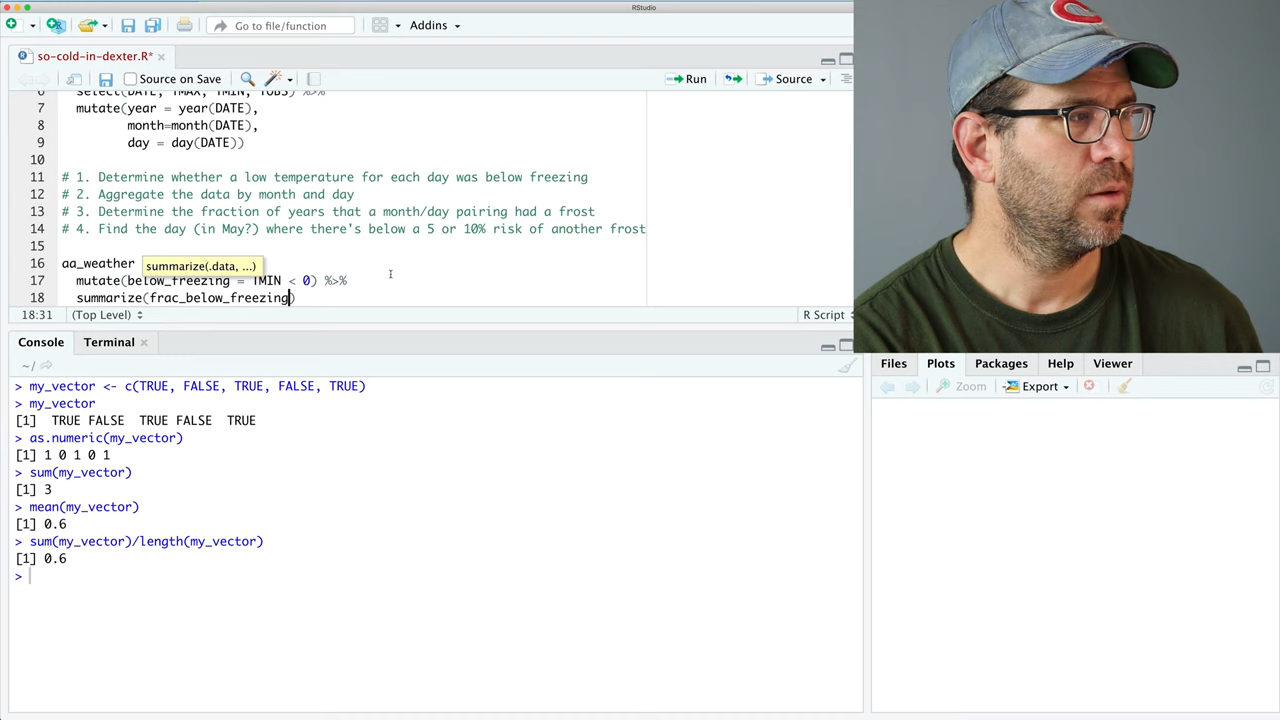 RStudio
Go to file/function
Addins
so-cold-in-dexter.R*
Source on Save
Run
Source
6 select(DATE, TMAX, TMIN, TOBS) %>%
7 mutate(year = year(DATE),
8 month=month(DATE),
9 day = day(DATE))
10
11 # 1. Determine whether a low temperature for each day was below freezing
12 # 2. Aggregate the data by month and day
13 # 3. Determine the fraction of years that a month/day pairing had a frost
14 # 4. Find the day (in May?) where there's below a 5 or 10% risk of another frost
15
16 aa_weather
summarize(.data, ...)
17 mutate(below_freezing = TMIN < 0) %>%
18 summarize(frac_below_freezing)
18:31
(Top Level)
R Script
Console
Terminal
~/
> my_vector <- c(TRUE, FALSE, TRUE, FALSE, TRUE)
> my_vector
[1] TRUE FALSE TRUE FALSE TRUE
> as.numeric(my_vector)
[1] 1 0 1 0 1
> sum(my_vector)
[1] 3
> mean(my_vector)
[1] 0.6
> sum(my_vector)/length(my_vector)
[1] 0.6
>
Files
Plots
Packages
Help
Viewer
Zoom
Export